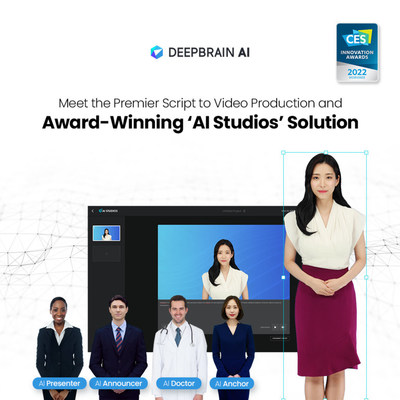 DEEPBRAIN AI
CES
INNOVATION
AWARDS
2022
Meet the Premier Script to Video Production and
Award-Winning ‘AI Studios’ Solution
AI Presenter
AI Announcer
AI Doctor
AI Anchor